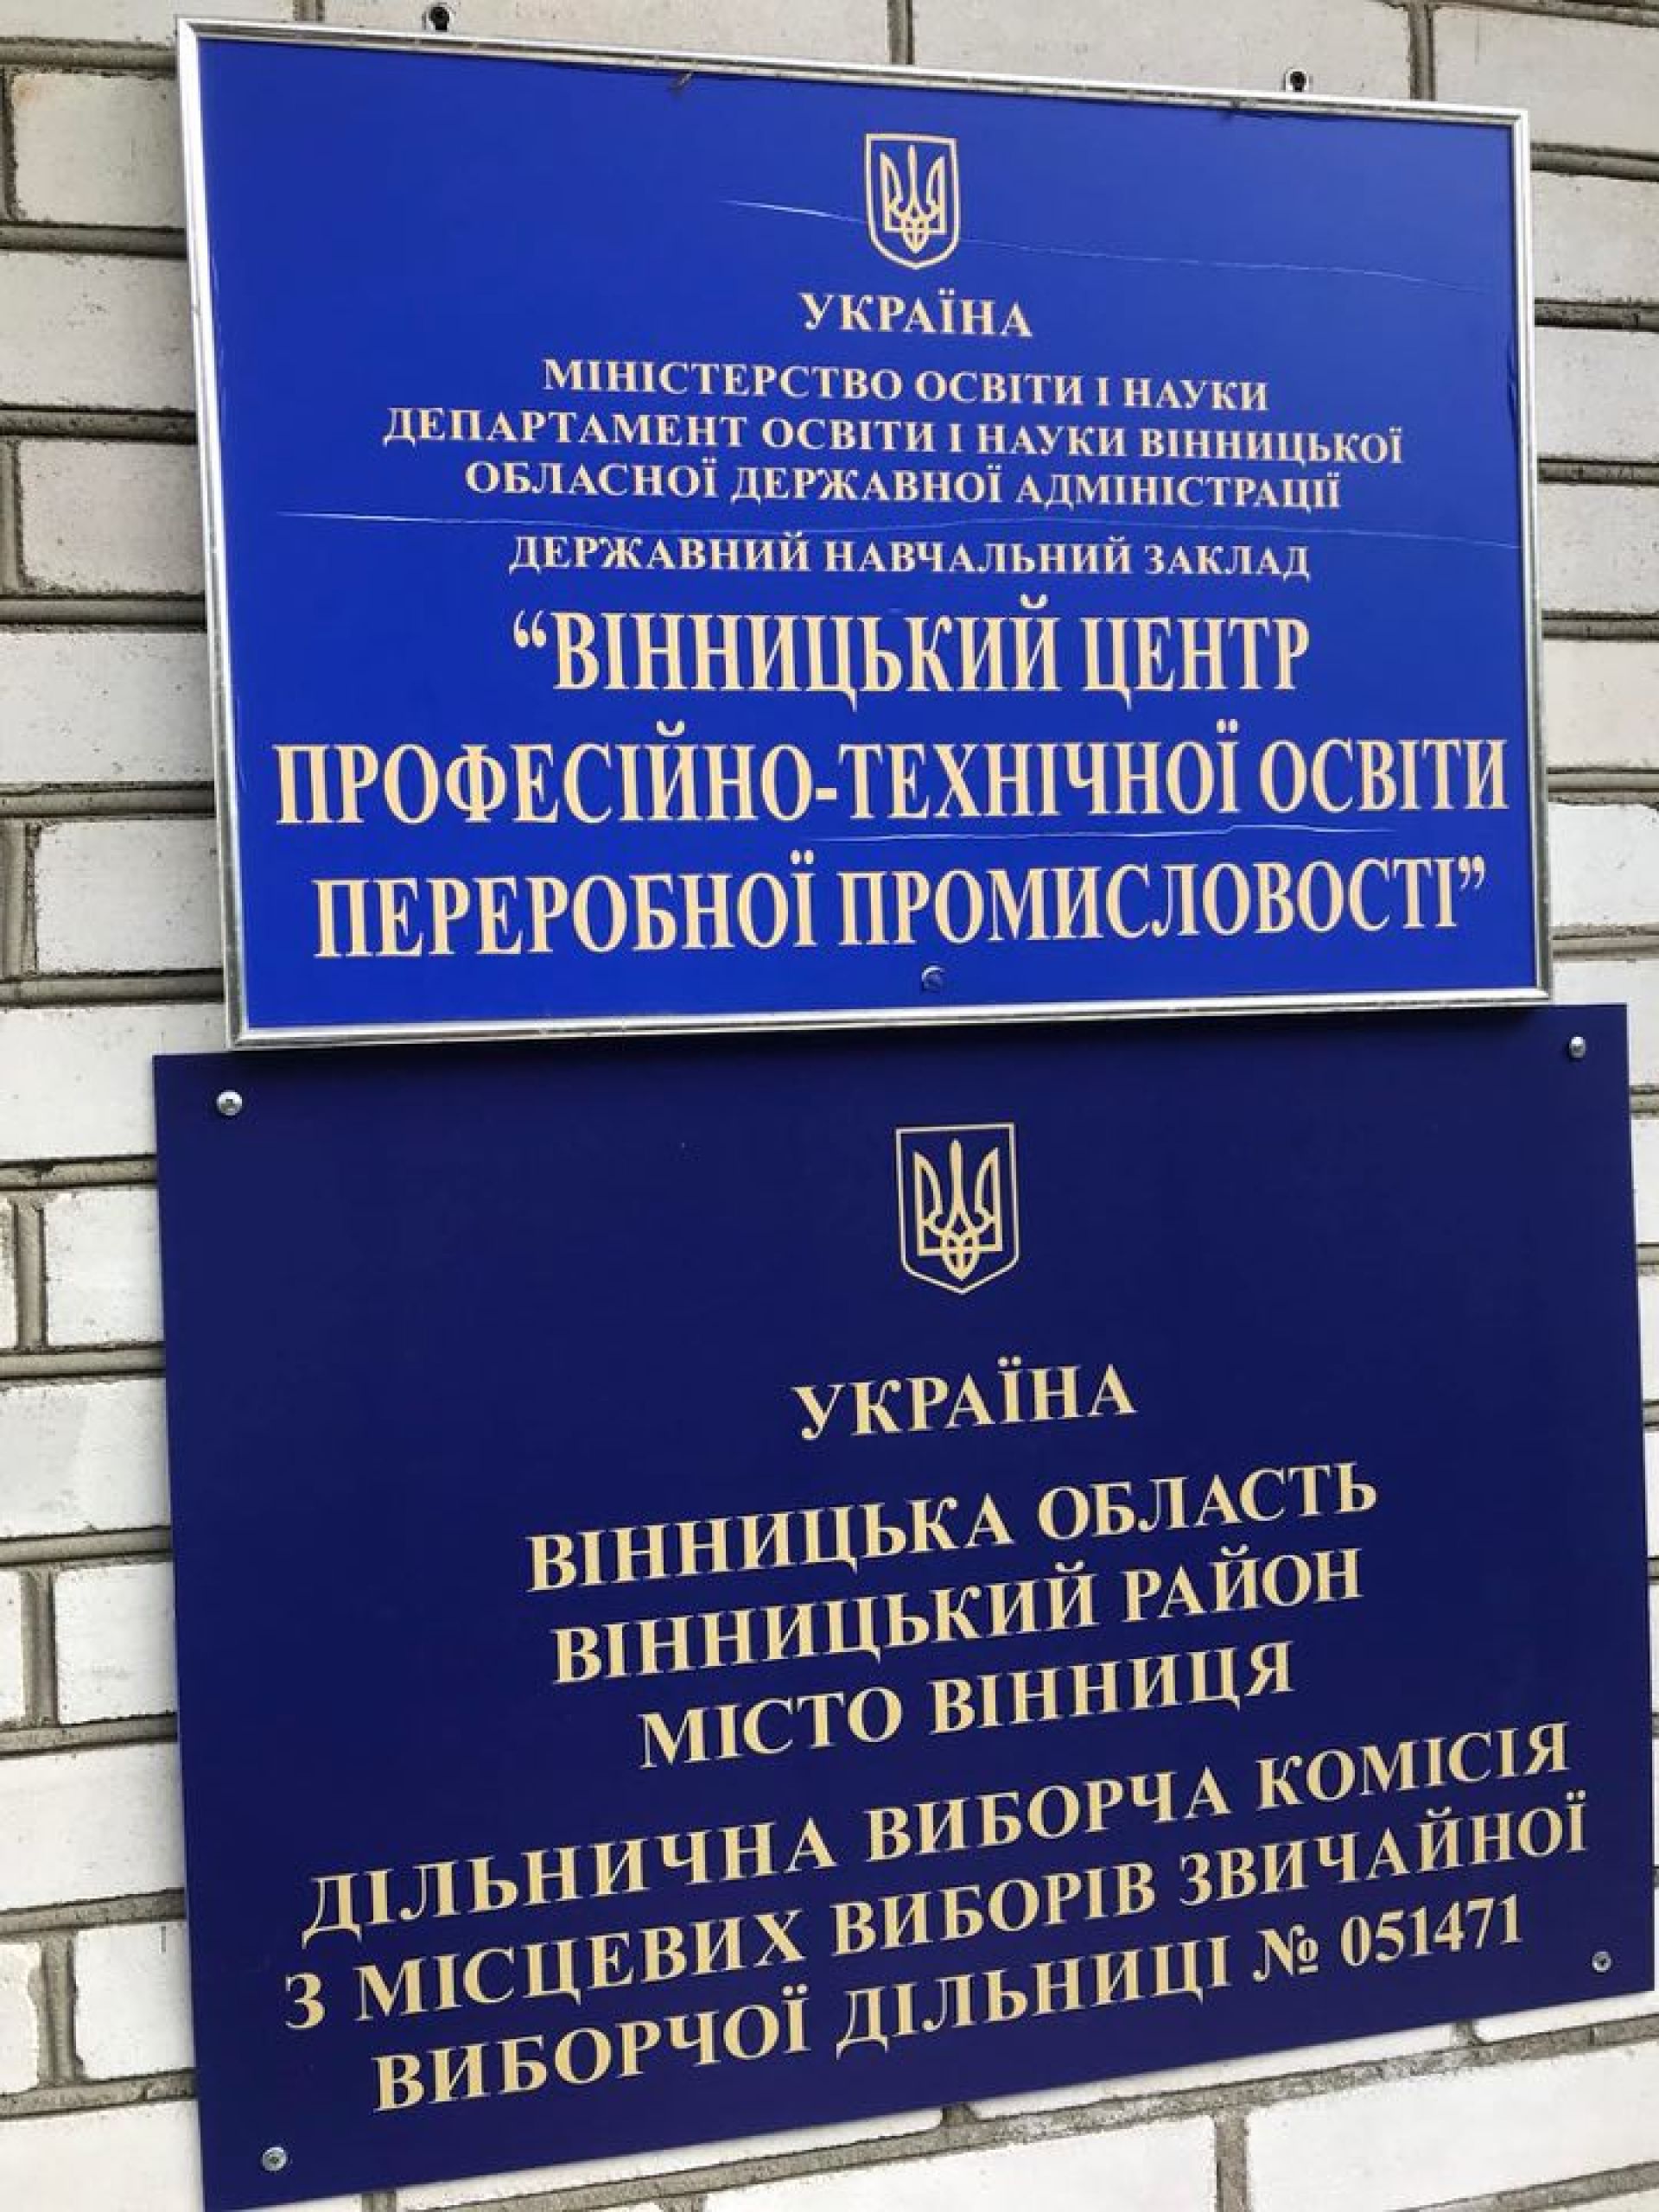 УКРАЇНА
МІНІСТЕРСТВО ОСВІТИ І НАУКИ
ДЕПАРТАМЕНТ ОСВІТИ І НАУКИ ВІННИЦЬКОЇ
ОБЛАСНОЇ ДЕРЖАВНОЇ АДМІНІСТРАЦІЇ
ДЕРЖАВНИЙ НАВЧАЛЬНИЙ ЗАКЛАД
“ВІННИЦЬКИЙ ЦЕНТР
ПРОФЕСІЙНО-ТЕХНІЧНОЇ ОСВІТИ
ПЕРЕРОБНОЇ ПРОМИСЛОВОСТІ”
УКРАЇНА
ВІННИЦЬКА ОБЛАСТЬ
ВІННИЦЬКИЙ РАЙОН
МІСТО ВІННИЦЯ
ДІЛЬНИЧНА ВИБОРЧА КОМІСІЯ
З МІСЦЕВИХ ВИБОРІВ ЗВИЧАЙНОЇ
ВИБОРЧОЇ ДІЛЬНИЦІ № 051471